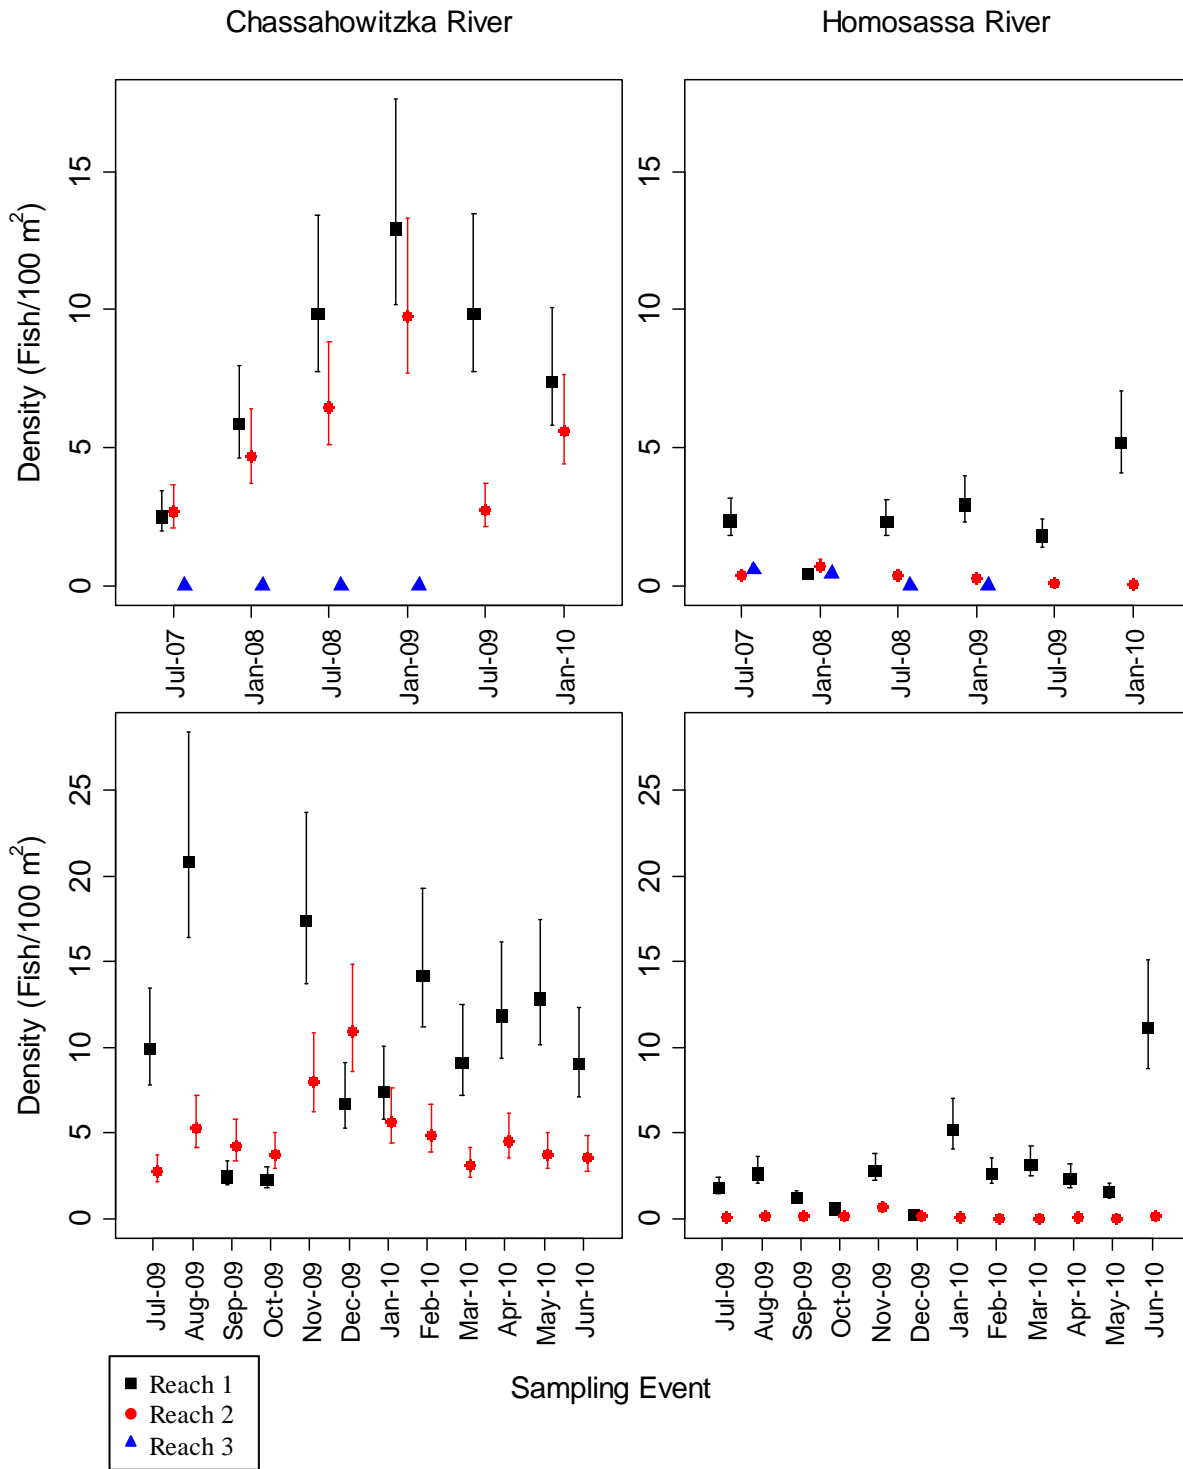 Chassahowitzka River
Homosassa River
Density (Fish/100 m²)
0
5
10
15
Jul-07
Jan-08
Jul-08
Jan-09
Jul-09
Jan-10
0
5
10
15
Jul-07
Jan-08
Jul-08
Jan-09
Jul-09
Jan-10
Density (Fish/100 m²)
0
5
10
15
20
25
Jul-09
Aug-09
Sep-09
Oct-09
Nov-09
Dec-09
Jan-10
Feb-10
Mar-10
Apr-10
May-10
Jun-10
0
5
10
15
20
25
Jul-09
Aug-09
Sep-09
Oct-09
Nov-09
Dec-09
Jan-10
Feb-10
Mar-10
Apr-10
May-10
Jun-10
Sampling Event
Reach 1
Reach 2
Reach 3